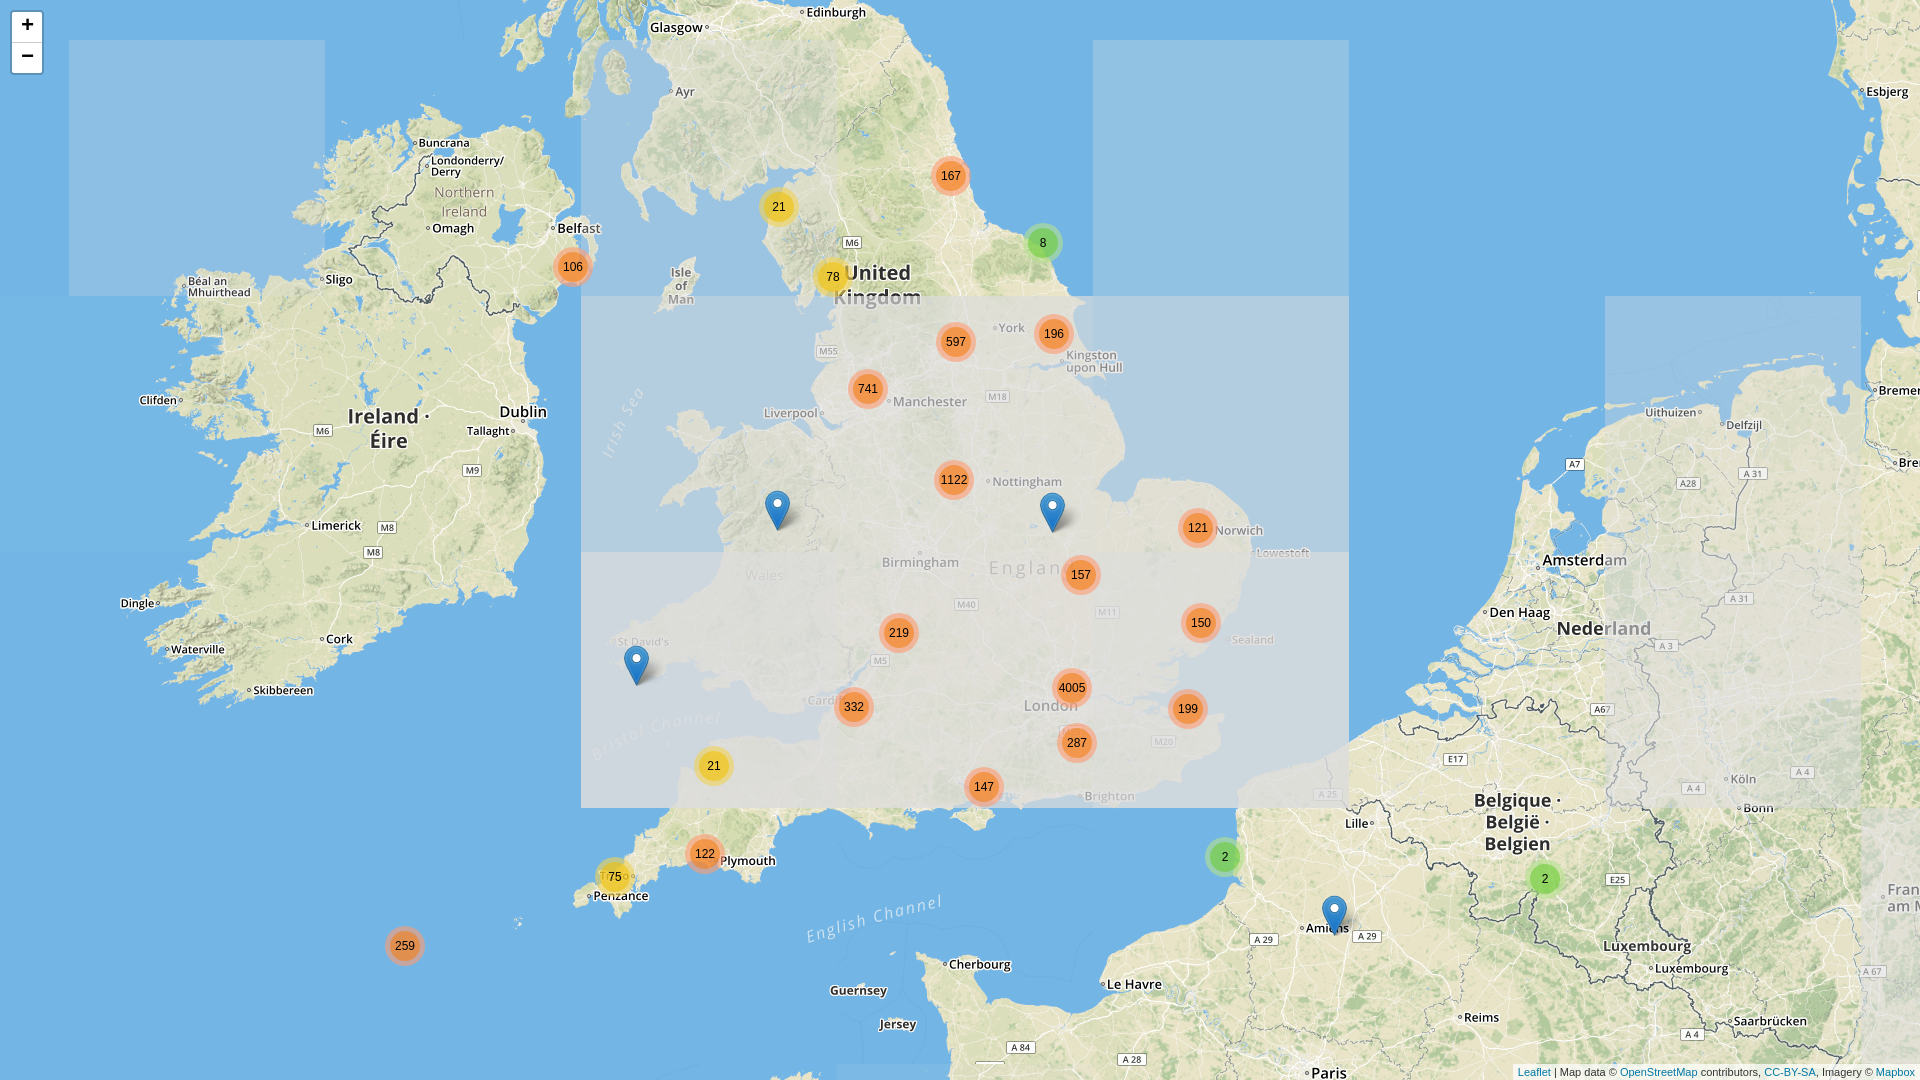 +
−
Glasgow
Edinburgh
Ayr
Esbjerg
Buncrana
Londonderry/
Derry
Northern
Ireland
Omagh
Belfast
167
21
8
106
M6
78
United
Kingdom
Isle
of
Man
Sligo
Béal an
Mhuirthead
York
196
597
M55
Kingston
upon Hull
741
Manchester
M18
Liverpool
Clifden
Ireland ·
Éire
Dublin
Tallaght
M6
M9
Irish Sea
Uithuizen
Delfzijl
A7
A 31
A28
1122
Nottingham
Limerick
M8
M8
121
Norwich
Lowestoft
Birmingham
Englan
157
Wales
M40
M11
Amsterdam
Den Haag
Nederland
A 31
A 3
Dingle
Waterville
Cork
Skibbereen
St David's
219
150
Sealand
M5
4005
London
Cardiff
332
199
A67
287
M20
Bristol Channel
21
147
Brighton
A 25
E17
Köln
A 4
A 4
Bonn
Belgique ·
België ·
Belgien
Lille
122
Plymouth
2
75
Penzance
2
E25
259
English Channel
Amiens
A 29
A 29
Luxembourg
Luxembourg
A 67
Cherbourg
Le Havre
Guernsey
Jersey
Reims
Saarbrücken
A 4
A 84
A 28
Paris
Leaflet | Map data © OpenStreetMap contributors, CC-BY-SA, Imagery © Mapbox